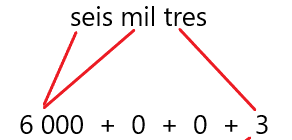 seis mil tres
6 000 + 0 + 0 + 3